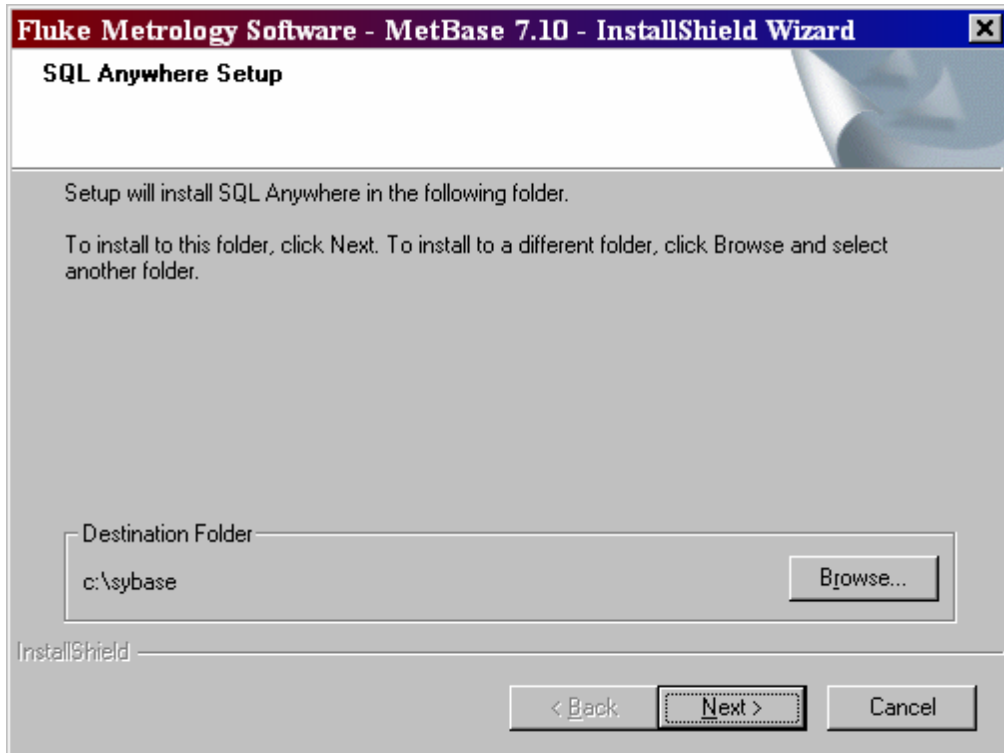 Fluke Metrology Software - MetBase 7.10 - InstallShield Wizard
SQL Anywhere Setup
Setup will install SQL Anywhere in the following folder.
To install to this folder, click Next. To install to a different folder, click Browse and select
another folder.
Destination Folder
c:\sybase
Browse...
InstallShield
< Back
Next >
Cancel